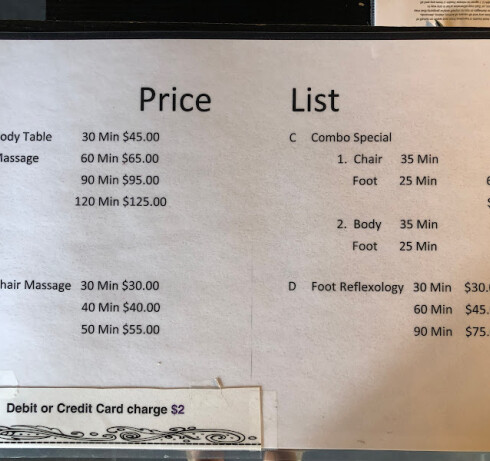 Price List
ody Table 30 Min $45.00
assage 60 Min $65.00
90 Min $95.00
120 Min $125.00
hair Massage 30 Min $30.00
40 Min $40.00
50 Min $55.00
C Combo Special
1. Chair 35 Min
Foot 25 Min
$
2. Body 35 Min
Foot 25 Min
D Foot Reflexology 30 Min $30.
60 Min $45.
90 Min $75.
Debit or Credit Card charge $2